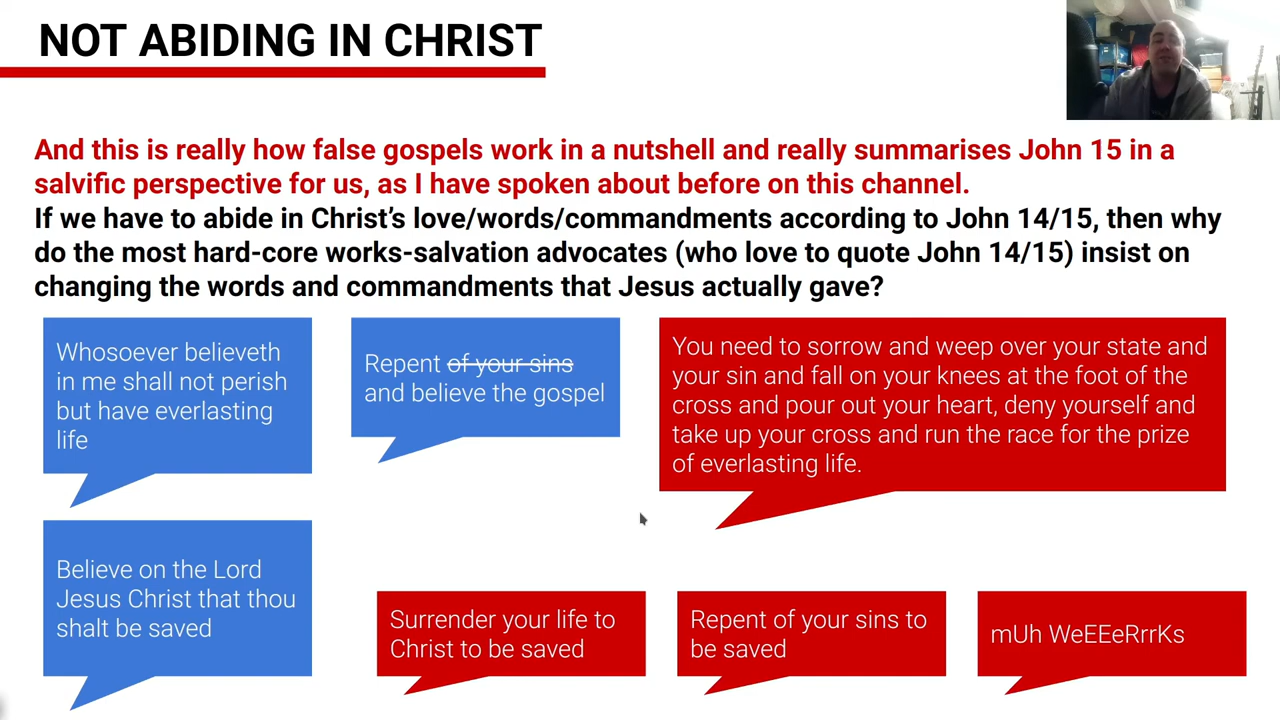 NOT ABIDING IN CHRIST
And this is really how false gospels work in a nutshell and really summarises John 15 in a
salvific perspective for us, as I have spoken about before on this channel.
If we have to abide in Christ’s love/words/commandments according to John 14/15, then why
do the most hard-core works-salvation advocates (who love to quote John 14/15) insist on
changing the words and commandments that Jesus actually gave?
Whosoever believeth
in me shall not perish
but have everlasting
life
Repent of your sins
and believe the gospel
You need to sorrow and weep over your state and
your sin and fall on your knees at the foot of the
cross and pour out your heart, deny yourself and
take up your cross and run the race for the prize
of everlasting life.
Believe on the Lord
Jesus Christ that thou
shalt be saved
Surrender your life to
Christ to be saved
Repent of your sins to
be saved
mUh WeEEeRrrKs